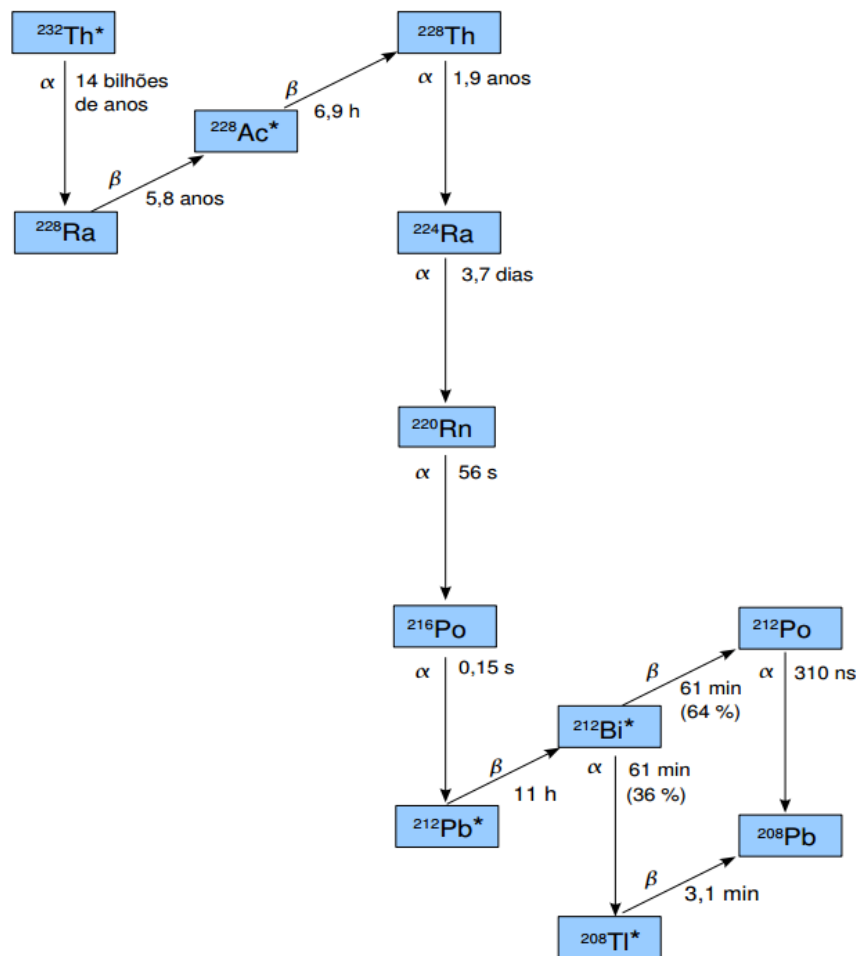 ²³²Th*
²²⁸Th
α
14 bilhões
de anos
β
α
1,9 anos
²²⁸Ac*
6,9 h
β
5,8 anos
²²⁸Ra
²²⁴Ra
α
3,7 dias
²²⁰Rn
α
56 s
²¹⁶Po
²¹²Po
α
0,15 s
β
α
310 ns
61 min
(64 %)
²¹²Bi*
β
α
61 min
(36 %)
11 h
²¹²Pb*
²⁰⁸Pb
β
3,1 min
²⁰⁸Tl*